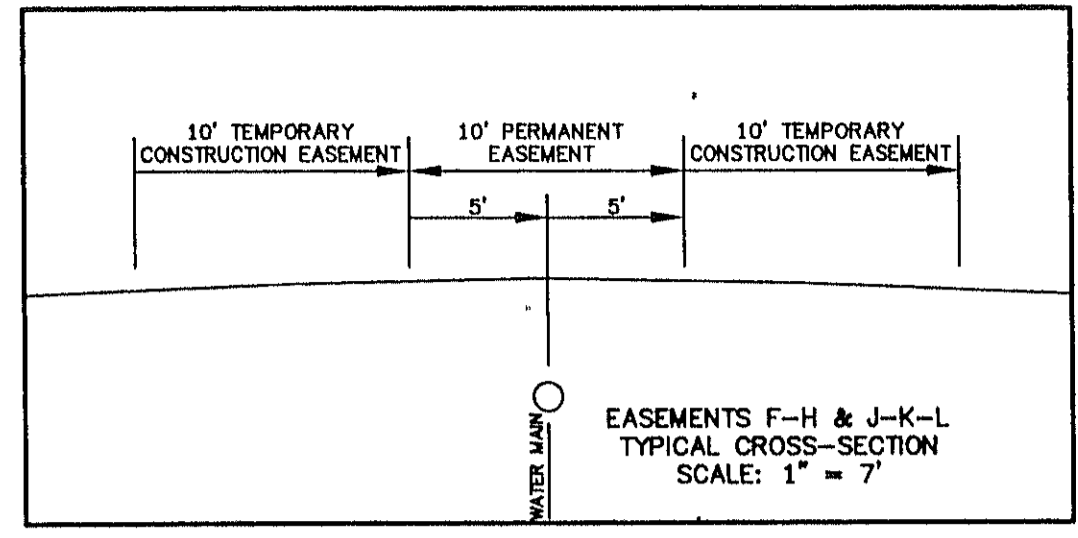 10' TEMPORARY
CONSTRUCTION EASEMENT
10' PERMANENT
EASEMENT
10' TEMPORARY
CONSTRUCTION EASEMENT
5'
5'
WATER MAIN
EASEMENTS F-H & J-K-L
TYPICAL CROSS-SECTION
SCALE: 1" = 7'